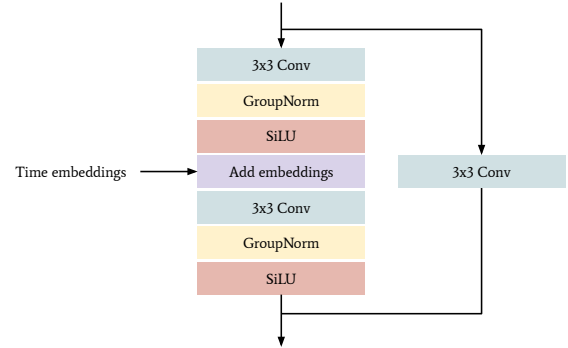 3x3 Conv
GroupNorm
SiLU
Time embeddings
Add embeddings
3x3 Conv
3x3 Conv
GroupNorm
SiLU